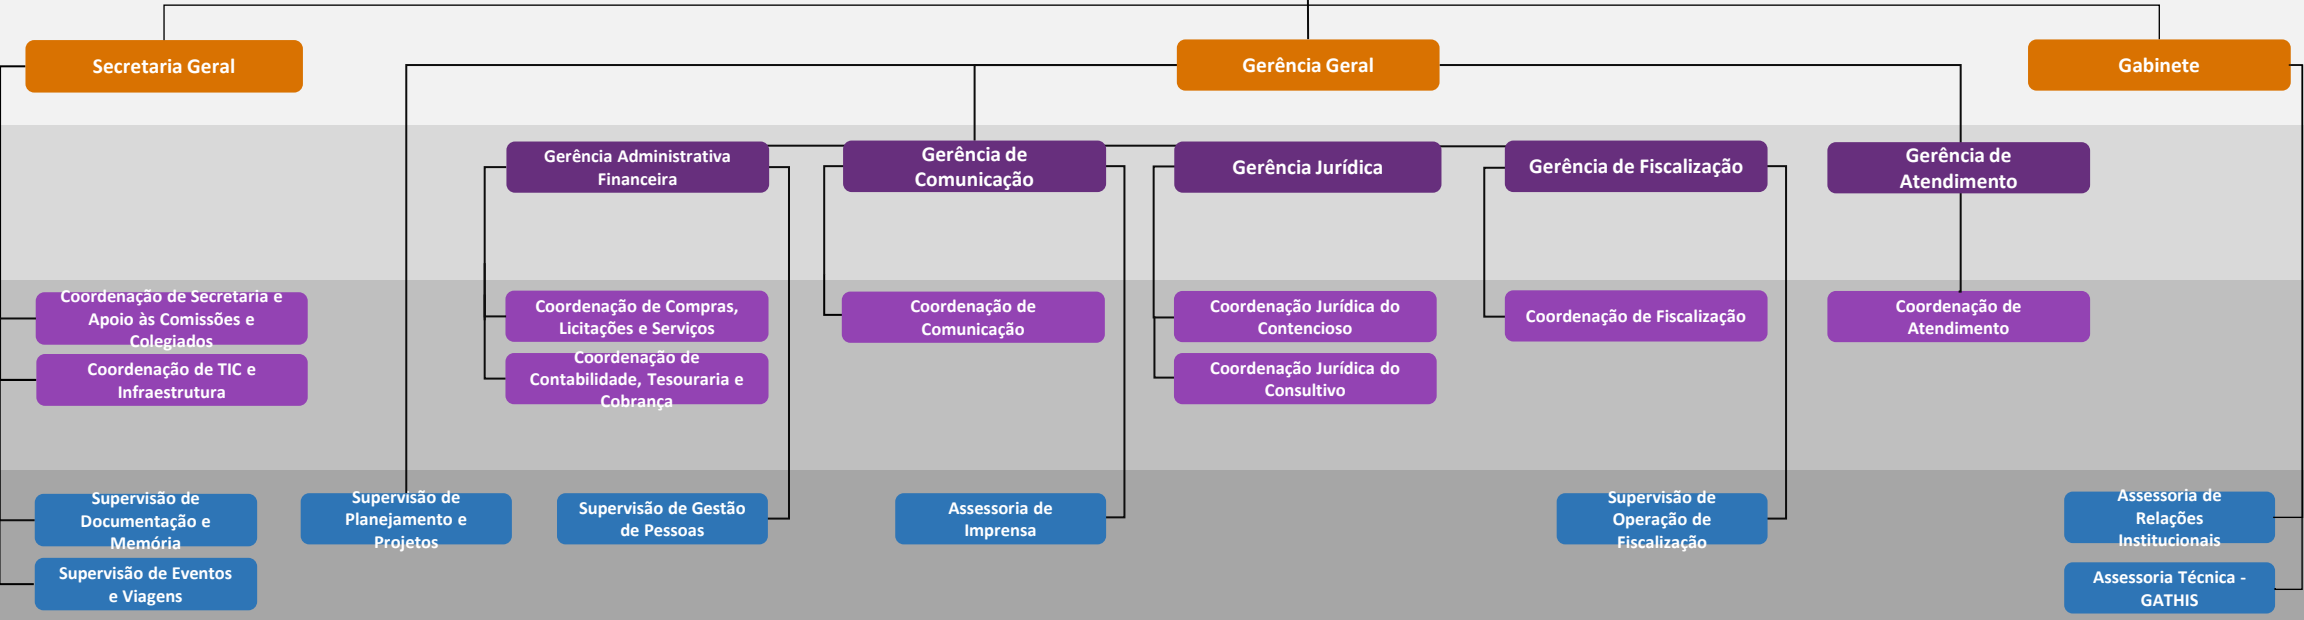 Secretaria Geral
Gerência Geral
Gabinete
Gerência Administrativa
Financeira
Gerência de
Comunicação
Gerência Jurídica
Gerência de Fiscalização
Gerência de
Atendimento
Coordenação de Secretaria e
Apoio às Comissões e
Colegiados
Coordenação de Compras,
Licitações e Serviços
Coordenação de
Comunicação
Coordenação Jurídica do
Contencioso
Coordenação de Fiscalização
Coordenação de
Atendimento
Coordenação de TIC e
Infraestrutura
Coordenação de
Contabilidade, Tesouraria e
Cobrança
Coordenação Jurídica do
Consultivo
Supervisão de
Documentação e
Memória
Supervisão de
Planejamento e
Projetos
Supervisão de Gestão
de Pessoas
Assessoria de
Imprensa
Supervisão de
Operação de
Fiscalização
Assessoria de
Relações
Institucionais
Supervisão de Eventos
e Viagens
Assessoria Técnica -
GATHIS